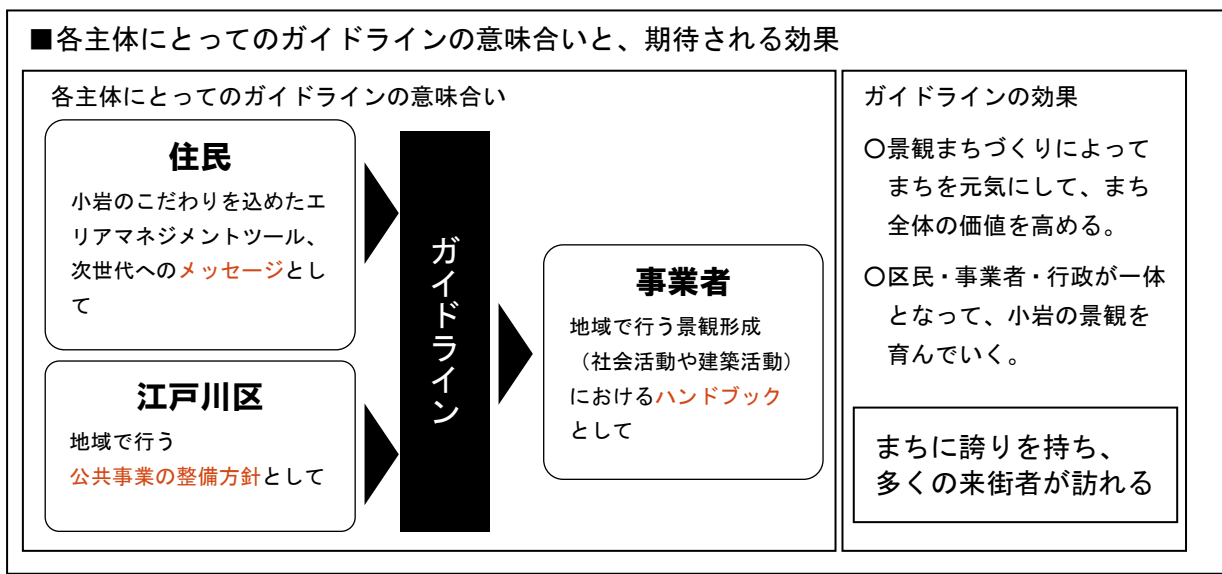 ■各主体にとってのガイドラインの意味合いと、期待される効果
各主体にとってのガイドラインの意味合い
住民
小岩のこだわりを込めたエ
リアマネジメントツール、
次世代へのメッセージとし
て
江戸川区
地域で行う
公共事業の整備方針として
ガイドライン
事業者
地域で行う景観形成
（社会活動や建築活動）
におけるハンドブック
として
ガイドラインの効果
〇景観まちづくりによって
まちを元気にして、まち
全体の価値を高める。
〇区民・事業者・行政が一体
となって、小岩の景観を
育んでいく。
まちに誇りを持ち、
多くの来街者が訪れる